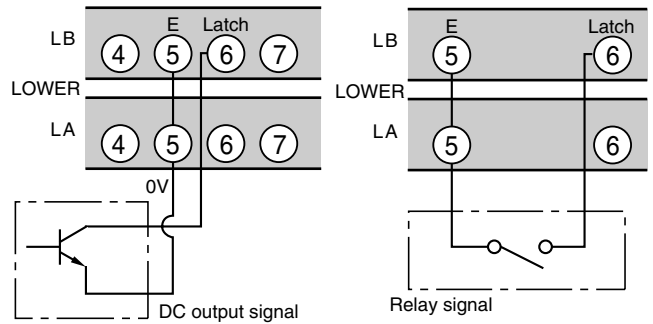 E Latch
LB 4 5 6 7
LOWER
LA 4 5 6 7
0V
DC output signal
E Latch
LB 5 6
LOWER
LA 5 6
Relay signal